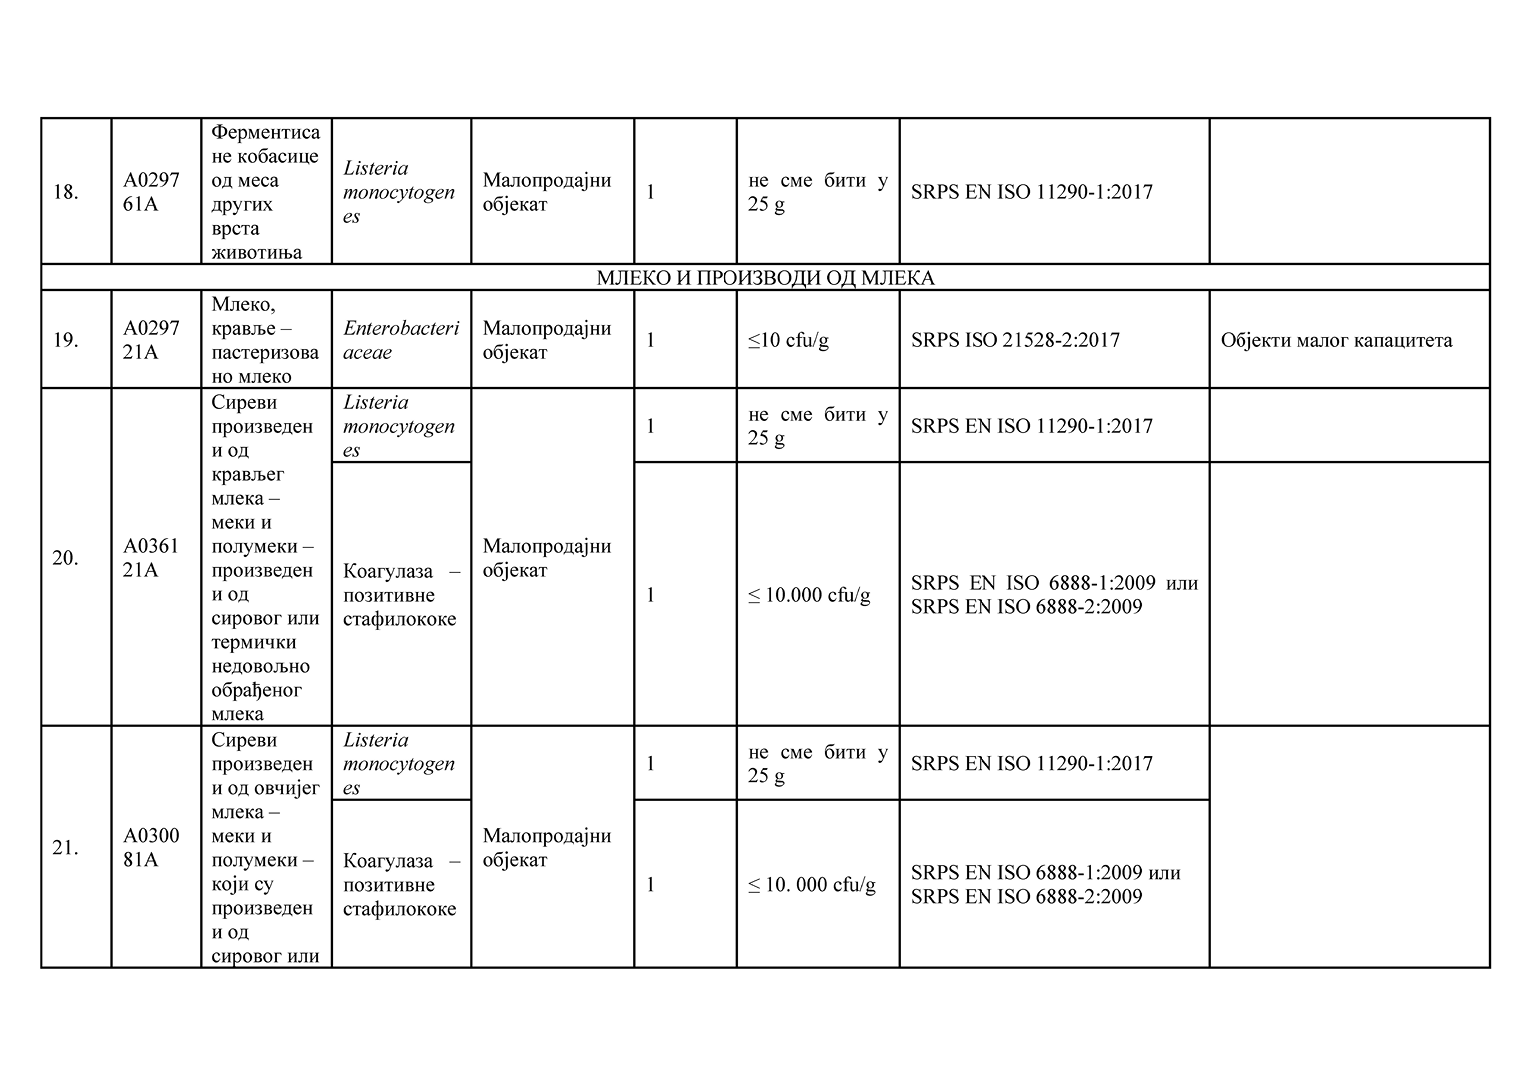 18.
A0297
61A
Ферментиса
не кобасице
од меса
других
врста
животиња
Listeria
monocytogen
es
Малопродајни
објекат
1
не сме бити у
25 g
SRPS EN ISO 11290-1:2017
МЛЕКО И ПРОИЗВОДИ ОД МЛЕКА
19.
A0297
21A
Млеко,
кравље –
пастеризова
но млеко
Enterobacteri
aceae
Малопродајни
објекат
1
≤10 cfu/g
SRPS ISO 21528-2:2017
Објекти малог капацитета
20.
A0361
21A
Сиреви
произведен
и од
крављег
млека –
меки и
полумеки –
произведен
и од
сировог или
термички
недовољно
обрађеног
млека
Listeria
monocytogen
es
Малопродајни
објекат
1
не сме бити у
25 g
SRPS EN ISO 11290-1:2017
Коагулаза –
позитивне
стафилококе
1
≤ 10.000 cfu/g
SRPS EN ISO 6888-1:2009 или
SRPS EN ISO 6888-2:2009
21.
A0300
81A
Сиреви
произведен
и од овчијег
млека –
меки и
полумеки –
који су
произведен
и од
сировог или
Listeria
monocytogen
es
Малопродајни
објекат
1
не сме бити у
25 g
SRPS EN ISO 11290-1:2017
Коагулаза –
позитивне
стафилококе
1
≤ 10. 000 cfu/g
SRPS EN ISO 6888-1:2009 или
SRPS EN ISO 6888-2:2009